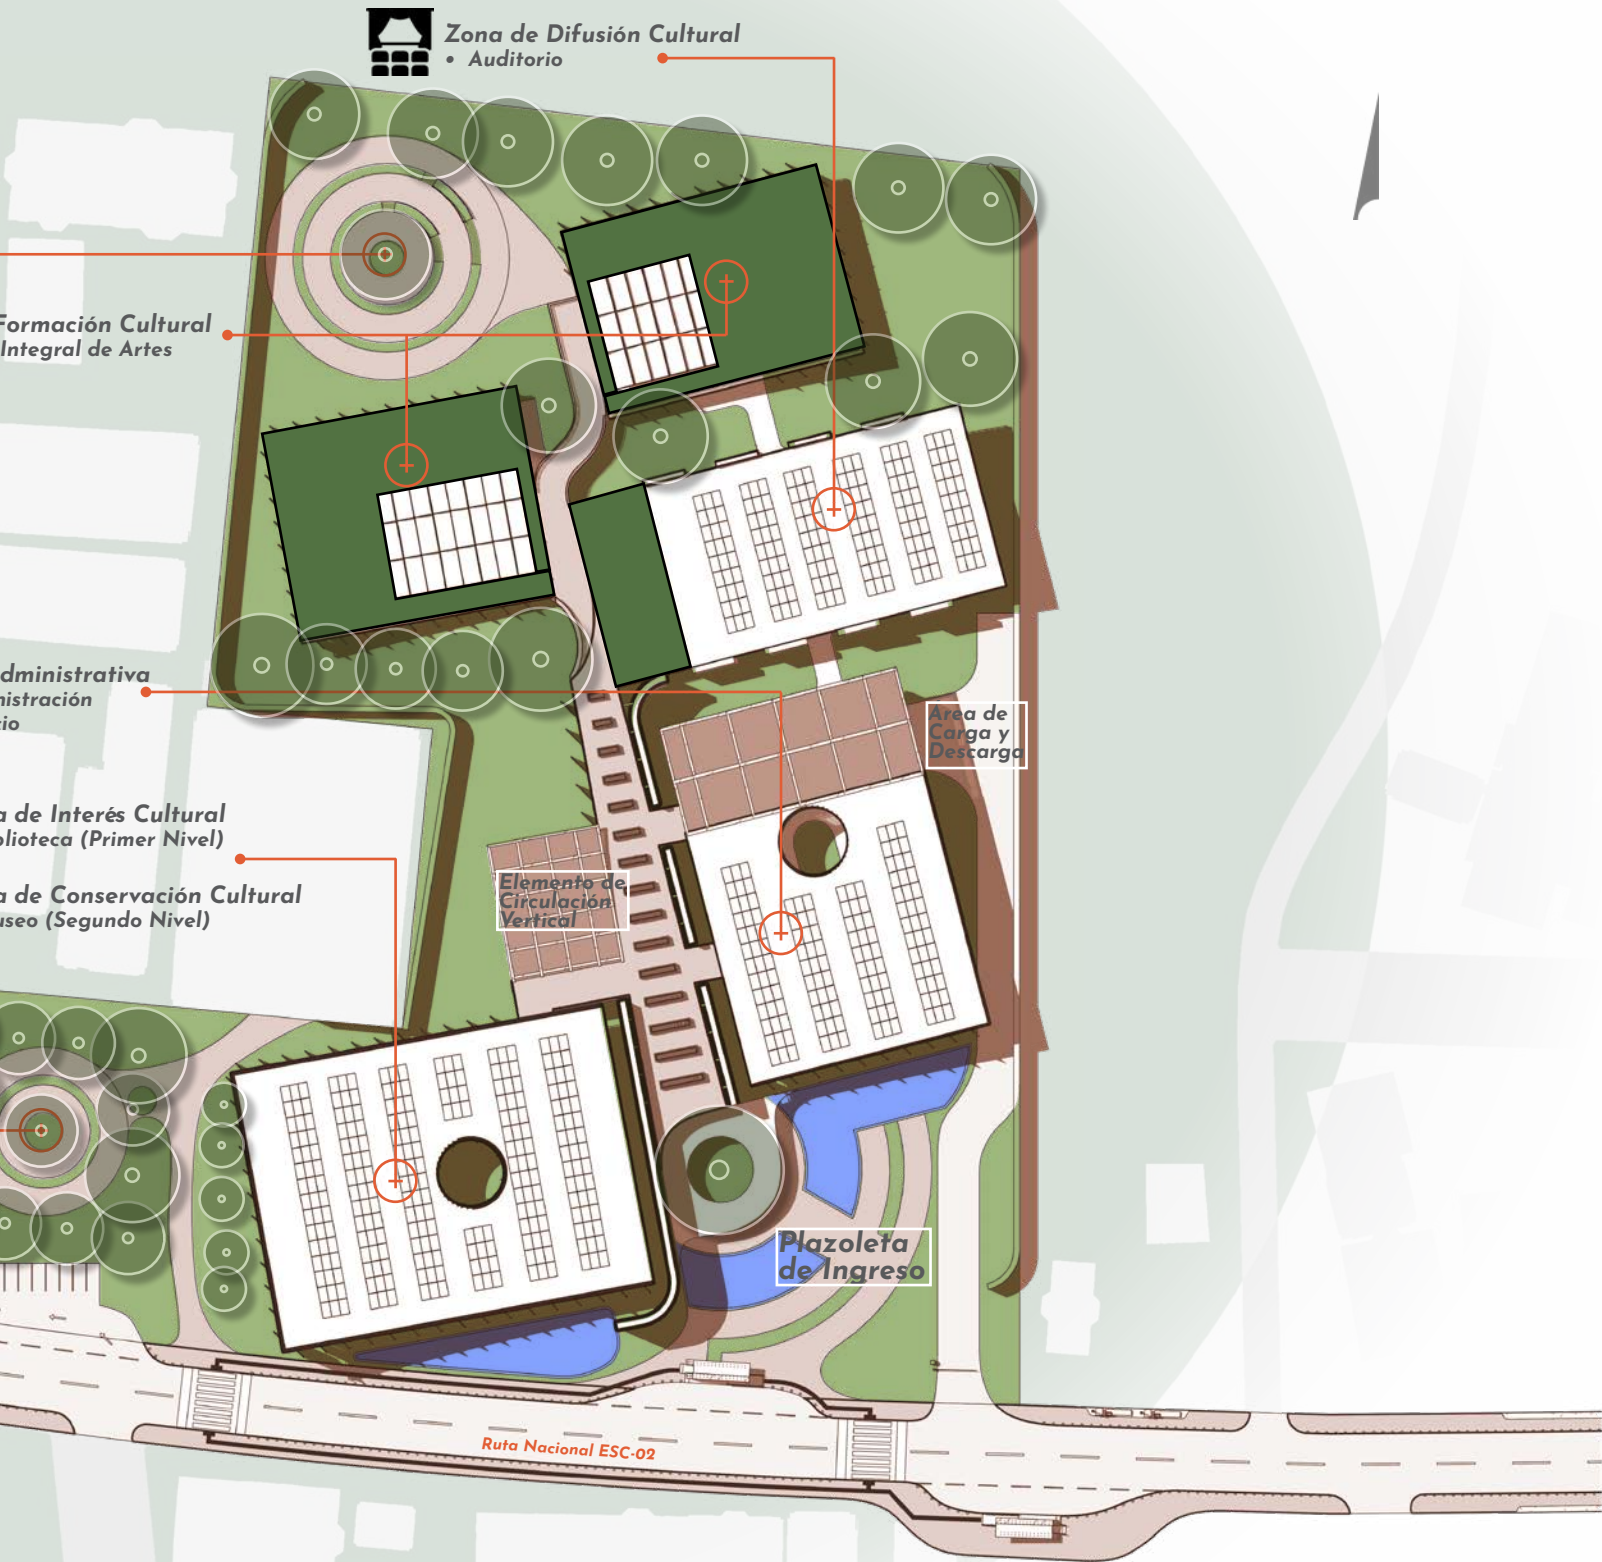 Zona de Difusión Cultural
• Auditorio
Formación Cultural
Integral de Artes
dministrativa
nistración
io
Area de
Carga y
Descarga
a de Interés Cultural
blioteca (Primer Nivel)
Elemento de
Circulación
Vertical
a de Conservación Cultural
useo (Segundo Nivel)
Plazoleta
de Ingreso
Ruta Nacional ESC-02